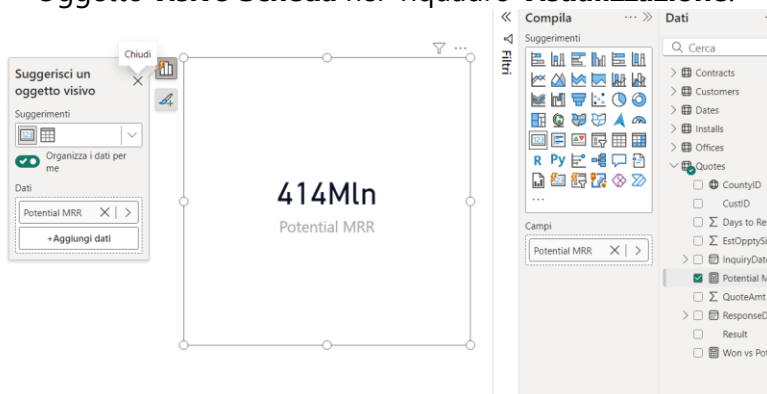 Oggetto visivo Scheda nel riquadro Visualizzazione.
Chiudi
Suggerisci un
oggetto visivo
Suggerimenti
Organizza i dati per
me
Dati
Potential MRR
+Aggiungi dati
414Mln
Potential MRR
Filtri
Compila
Suggerimenti
R Py
Campi
Potential MRR
Dati
Cerca
Contracts
Customers
Dates
Installs
Offices
Quotes
CountyID
CustID
Days to Re
EstOpptySi
InquiryDate
Potential M
QuoteAmt
ResponseD
Result
Won vs Pot